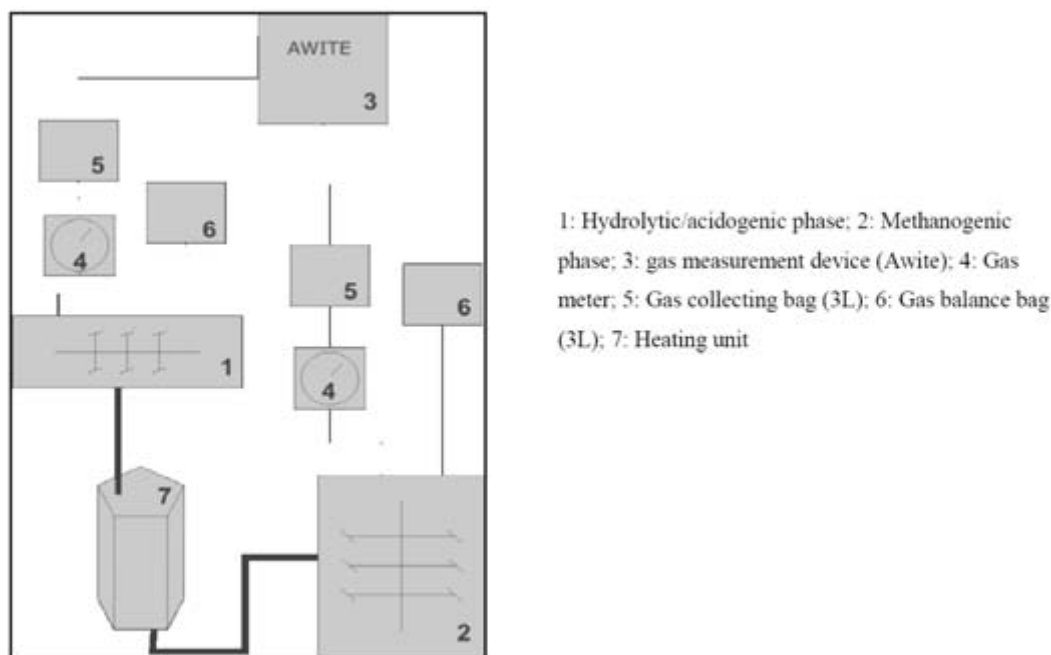 AWITE
3
5
6
4
5
6
1
4
7
2
1: Hydrolytic/acidogenic phase; 2: Methanogenic
phase; 3: gas measurement device (Awite); 4: Gas
meter; 5: Gas collecting bag (3L); 6: Gas balance bag
(3L); 7: Heating unit